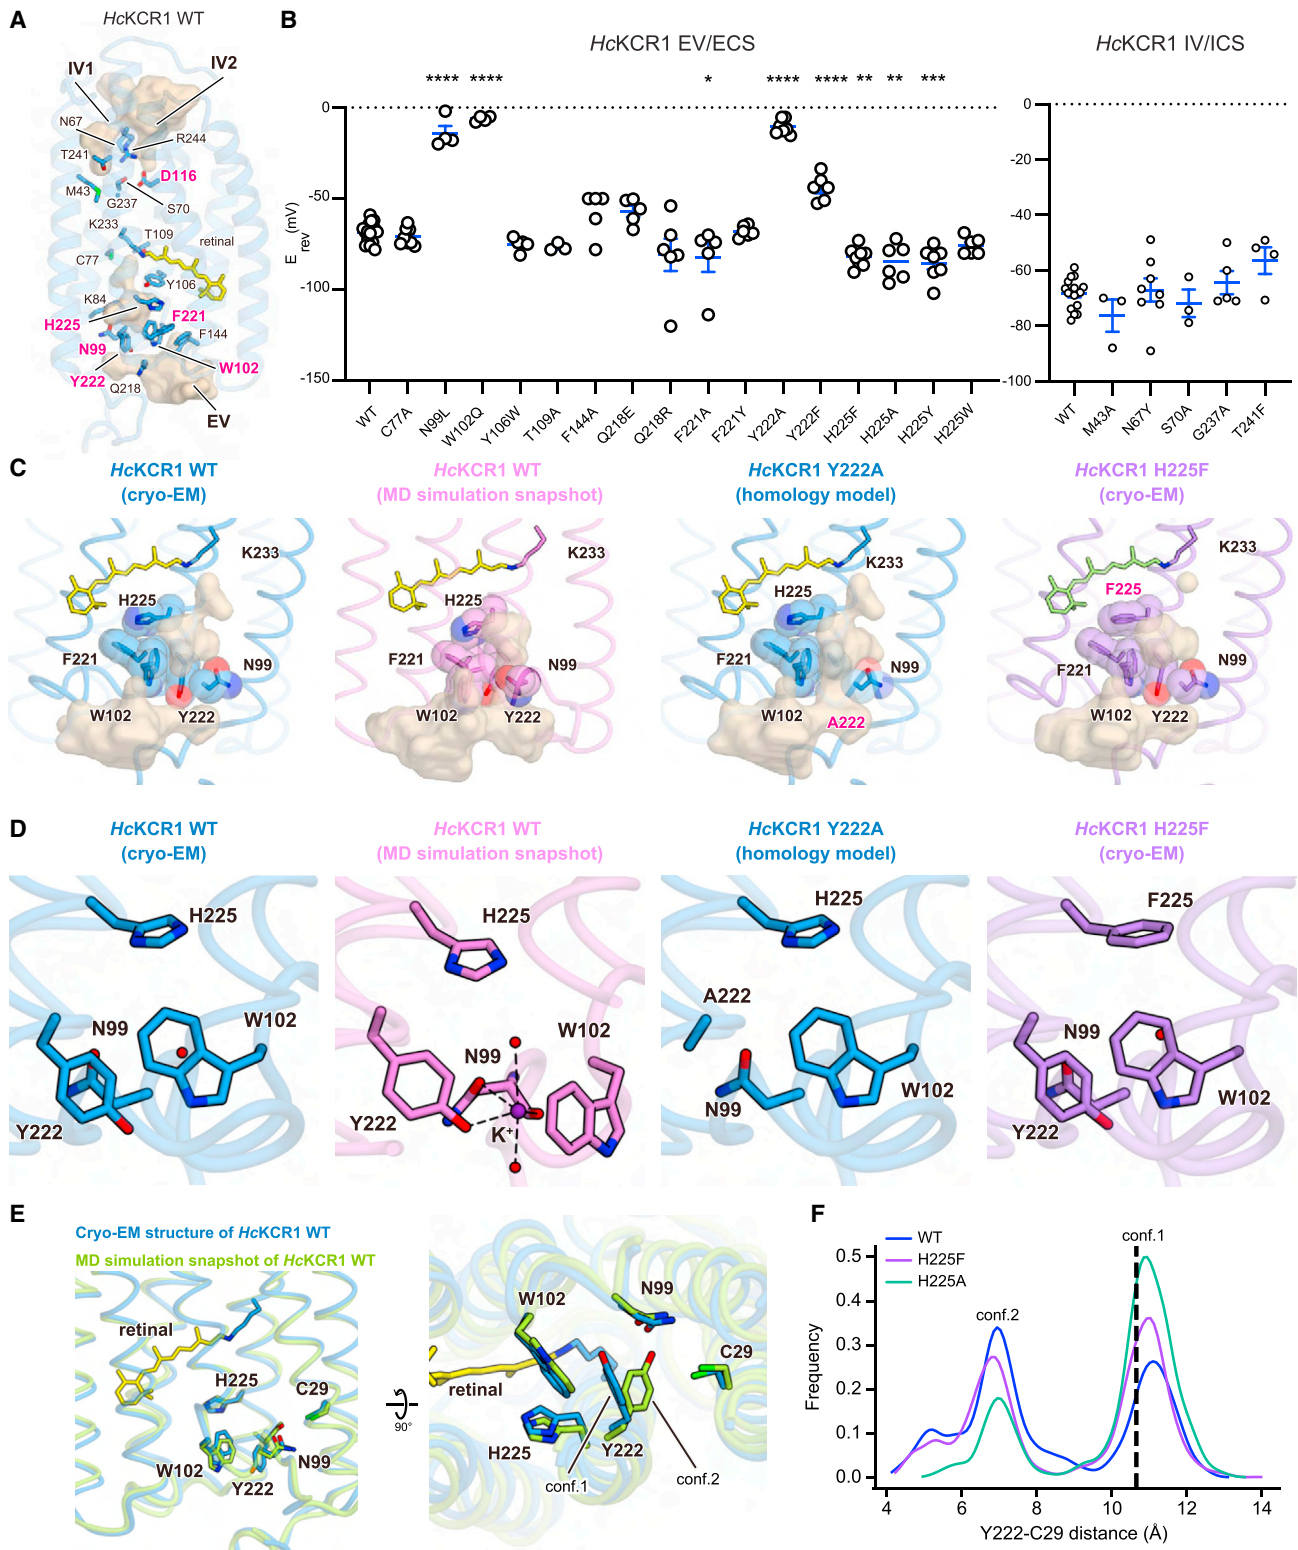 A
HcKCR1 WT
IV1
IV2
N67
R244
T241
D116
M43
G237
S70
K233
T109
retinal
C77
Y106
K84
H225
F221
N99
F144
Y222
W102
Q218
EV
B
HcKCR1 EV/ECS
HcKCR1 IV/ICS
**** **** * **** **** ** ** ***
E rev (mV)
0
-50
-100
-150
WT
C77A
N99L
W102Q
Y106W
T109A
F144A
Q218E
Q218R
F221A
F221Y
Y222A
Y222F
H225F
H225A
H225Y
H225W
0
-20
-40
-60
-80
-100
WT
M43A
N67Y
S70A
G237A
T241F
C
HcKCR1 WT
(cryo-EM)
HcKCR1 WT
(MD simulation snapshot)
HcKCR1 Y222A
(homology model)
HcKCR1 H225F
(cryo-EM)
K233
H225
F221
N99
W102
Y222
K233
H225
F221
N99
W102
Y222
K233
H225
F221
N99
W102
A222
K233
F225
F221
N99
W102
Y222
D
HcKCR1 WT
(cryo-EM)
HcKCR1 WT
(MD simulation snapshot)
HcKCR1 Y222A
(homology model)
HcKCR1 H225F
(cryo-EM)
H225
N99
W102
Y222
H225
W102
N99
Y222
K+
H225
A222
N99
W102
F225
N99
W102
Y222
E
Cryo-EM structure of HcKCR1 WT
MD simulation snapshot of HcKCR1 WT
retinal
H225
C29
W102
Y222
N99
90°
W102
N99
C29
retinal
H225
Y222
conf.1
conf.2
F
WT
H225F
H225A
conf.1
conf.2
Frequency
0.5
0.4
0.3
0.2
0.1
0.0
4 6 8 10 12 14
Y222-C29 distance (Å)